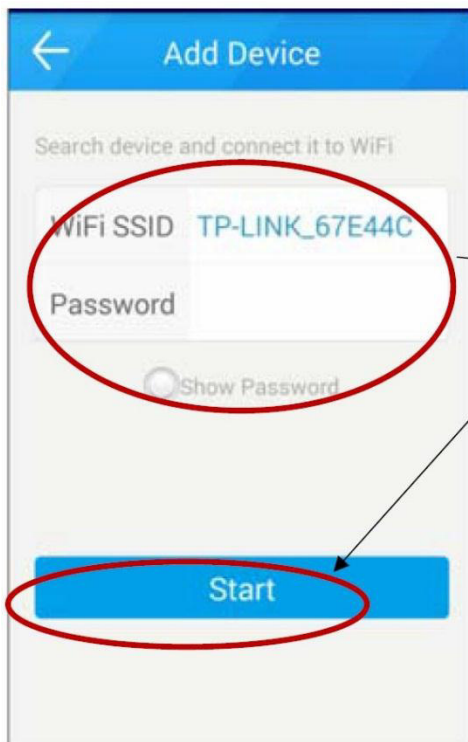 Add Device
Search device and connect it to WiFi
WiFi SSID TP-LINK_67E44C
Password
Show Password
Start